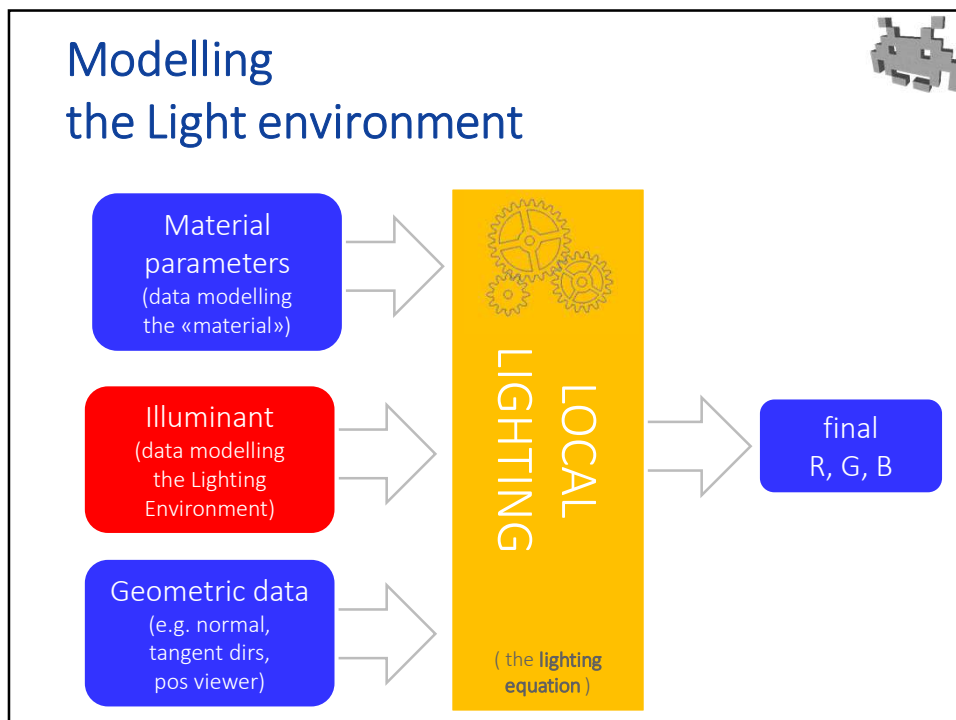 Modelling
the Light environment
Material
parameters
(data modelling
the «material»)
Illuminant
(data modelling
the Lighting
Environment)
Geometric data
(e.g. normal,
tangent dirs,
pos viewer)
LOCAL
LIGHTING
( the lighting
equation )
final
R, G, B